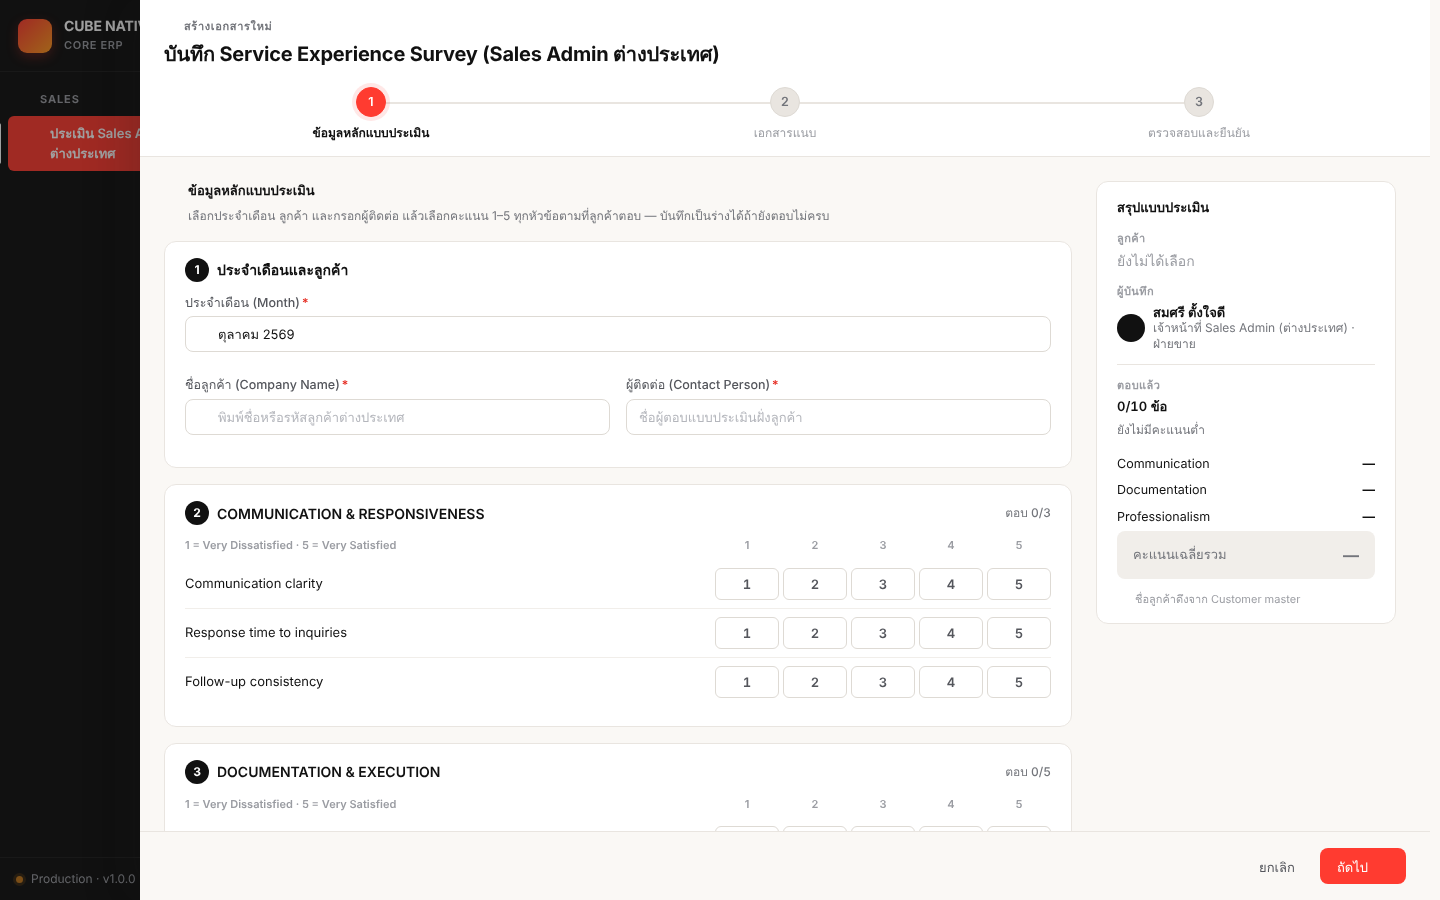 CUBE NATIV
CORE ERP
SALES
ประเมิน Sales A
ต่างประเทศ
Production · v1.0.0
สร้างเอกสารใหม่
บันทึก Service Experience Survey (Sales Admin ต่างประเทศ)
1
2
3
ข้อมูลหลักแบบประเมิน
เอกสารแนบ
ตรวจสอบและยืนยัน
ข้อมูลหลักแบบประเมิน
เลือกประจำเดือน ลูกค้า และกรอกผู้ติดต่อ แล้วเลือกคะแนน 1–5 ทุกหัวข้อตามที่ลูกค้าตอบ — บันทึกเป็นร่างได้ถ้ายังตอบไม่ครบ
1 ประจำเดือนและลูกค้า
ประจำเดือน (Month) *
ตุลาคม 2569
ชื่อลูกค้า (Company Name) *
ผู้ติดต่อ (Contact Person) *
พิมพ์ชื่อหรือรหัสลูกค้าต่างประเทศ
ชื่อผู้ตอบแบบประเมินฝั่งลูกค้า
2 COMMUNICATION & RESPONSIVENESS ตอบ 0/3
1 = Very Dissatisfied · 5 = Very Satisfied 1 2 3 4 5
Communication clarity 1 2 3 4 5
Response time to inquiries 1 2 3 4 5
Follow-up consistency 1 2 3 4 5
3 DOCUMENTATION & EXECUTION ตอบ 0/5
1 = Very Dissatisfied · 5 = Very Satisfied 1 2 3 4 5
สรุปแบบประเมิน
ลูกค้า
ยังไม่ได้เลือก
ผู้บันทึก
สมศรี ตั้งใจดี
เจ้าหน้าที่ Sales Admin (ต่างประเทศ) ·
ฝ่ายขาย
ตอบแล้ว
0/10 ข้อ
ยังไม่มีคะแนนต่ำ
Communication —
Documentation —
Professionalism —
คะแนนเฉลี่ยรวม —
ชื่อลูกค้าดึงจาก Customer master
ยกเลิก
ถัดไป